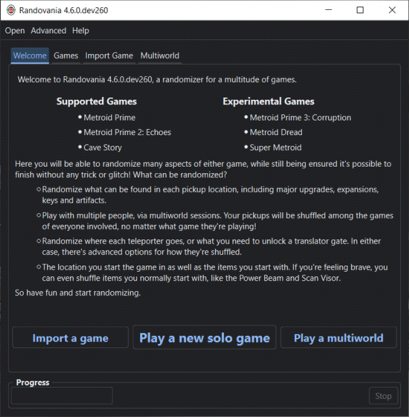 Randovania 4.6.0.dev260
Open Advanced Help
Welcome Games Import Game Multiworld
Welcome to Randovania 4.6.0.dev260, a randomizer for a multitude of games.
Supported Games Experimental Games
Metroid Prime Metroid Prime 3: Corruption
Metroid Prime 2: Echoes Metroid Dread
Cave Story Super Metroid
Here you will be able to randomize many aspects of either game, while still being ensured it's possible to
finish without any trick or glitch! What can be randomized?
Randomize what can be found in each pickup location, including major upgrades, expansions,
keys and artifacts.
Play with multiple people, via multiworld sessions. Your pickups will be shuffled among the games
of everyone involved, no matter what game they're playing!
Randomize where each teleporter goes, or what you need to unlock a translator gate. In either
case, there's advanced options for how they're shuffled.
The location you start the game in as well as the items you start with. If you're feeling brave, you
can even shuffle items you normally start with, like the Power Beam and Scan Visor.
So have fun and start randomizing.
Import a game Play a new solo game Play a multiworld
Progress
Stop